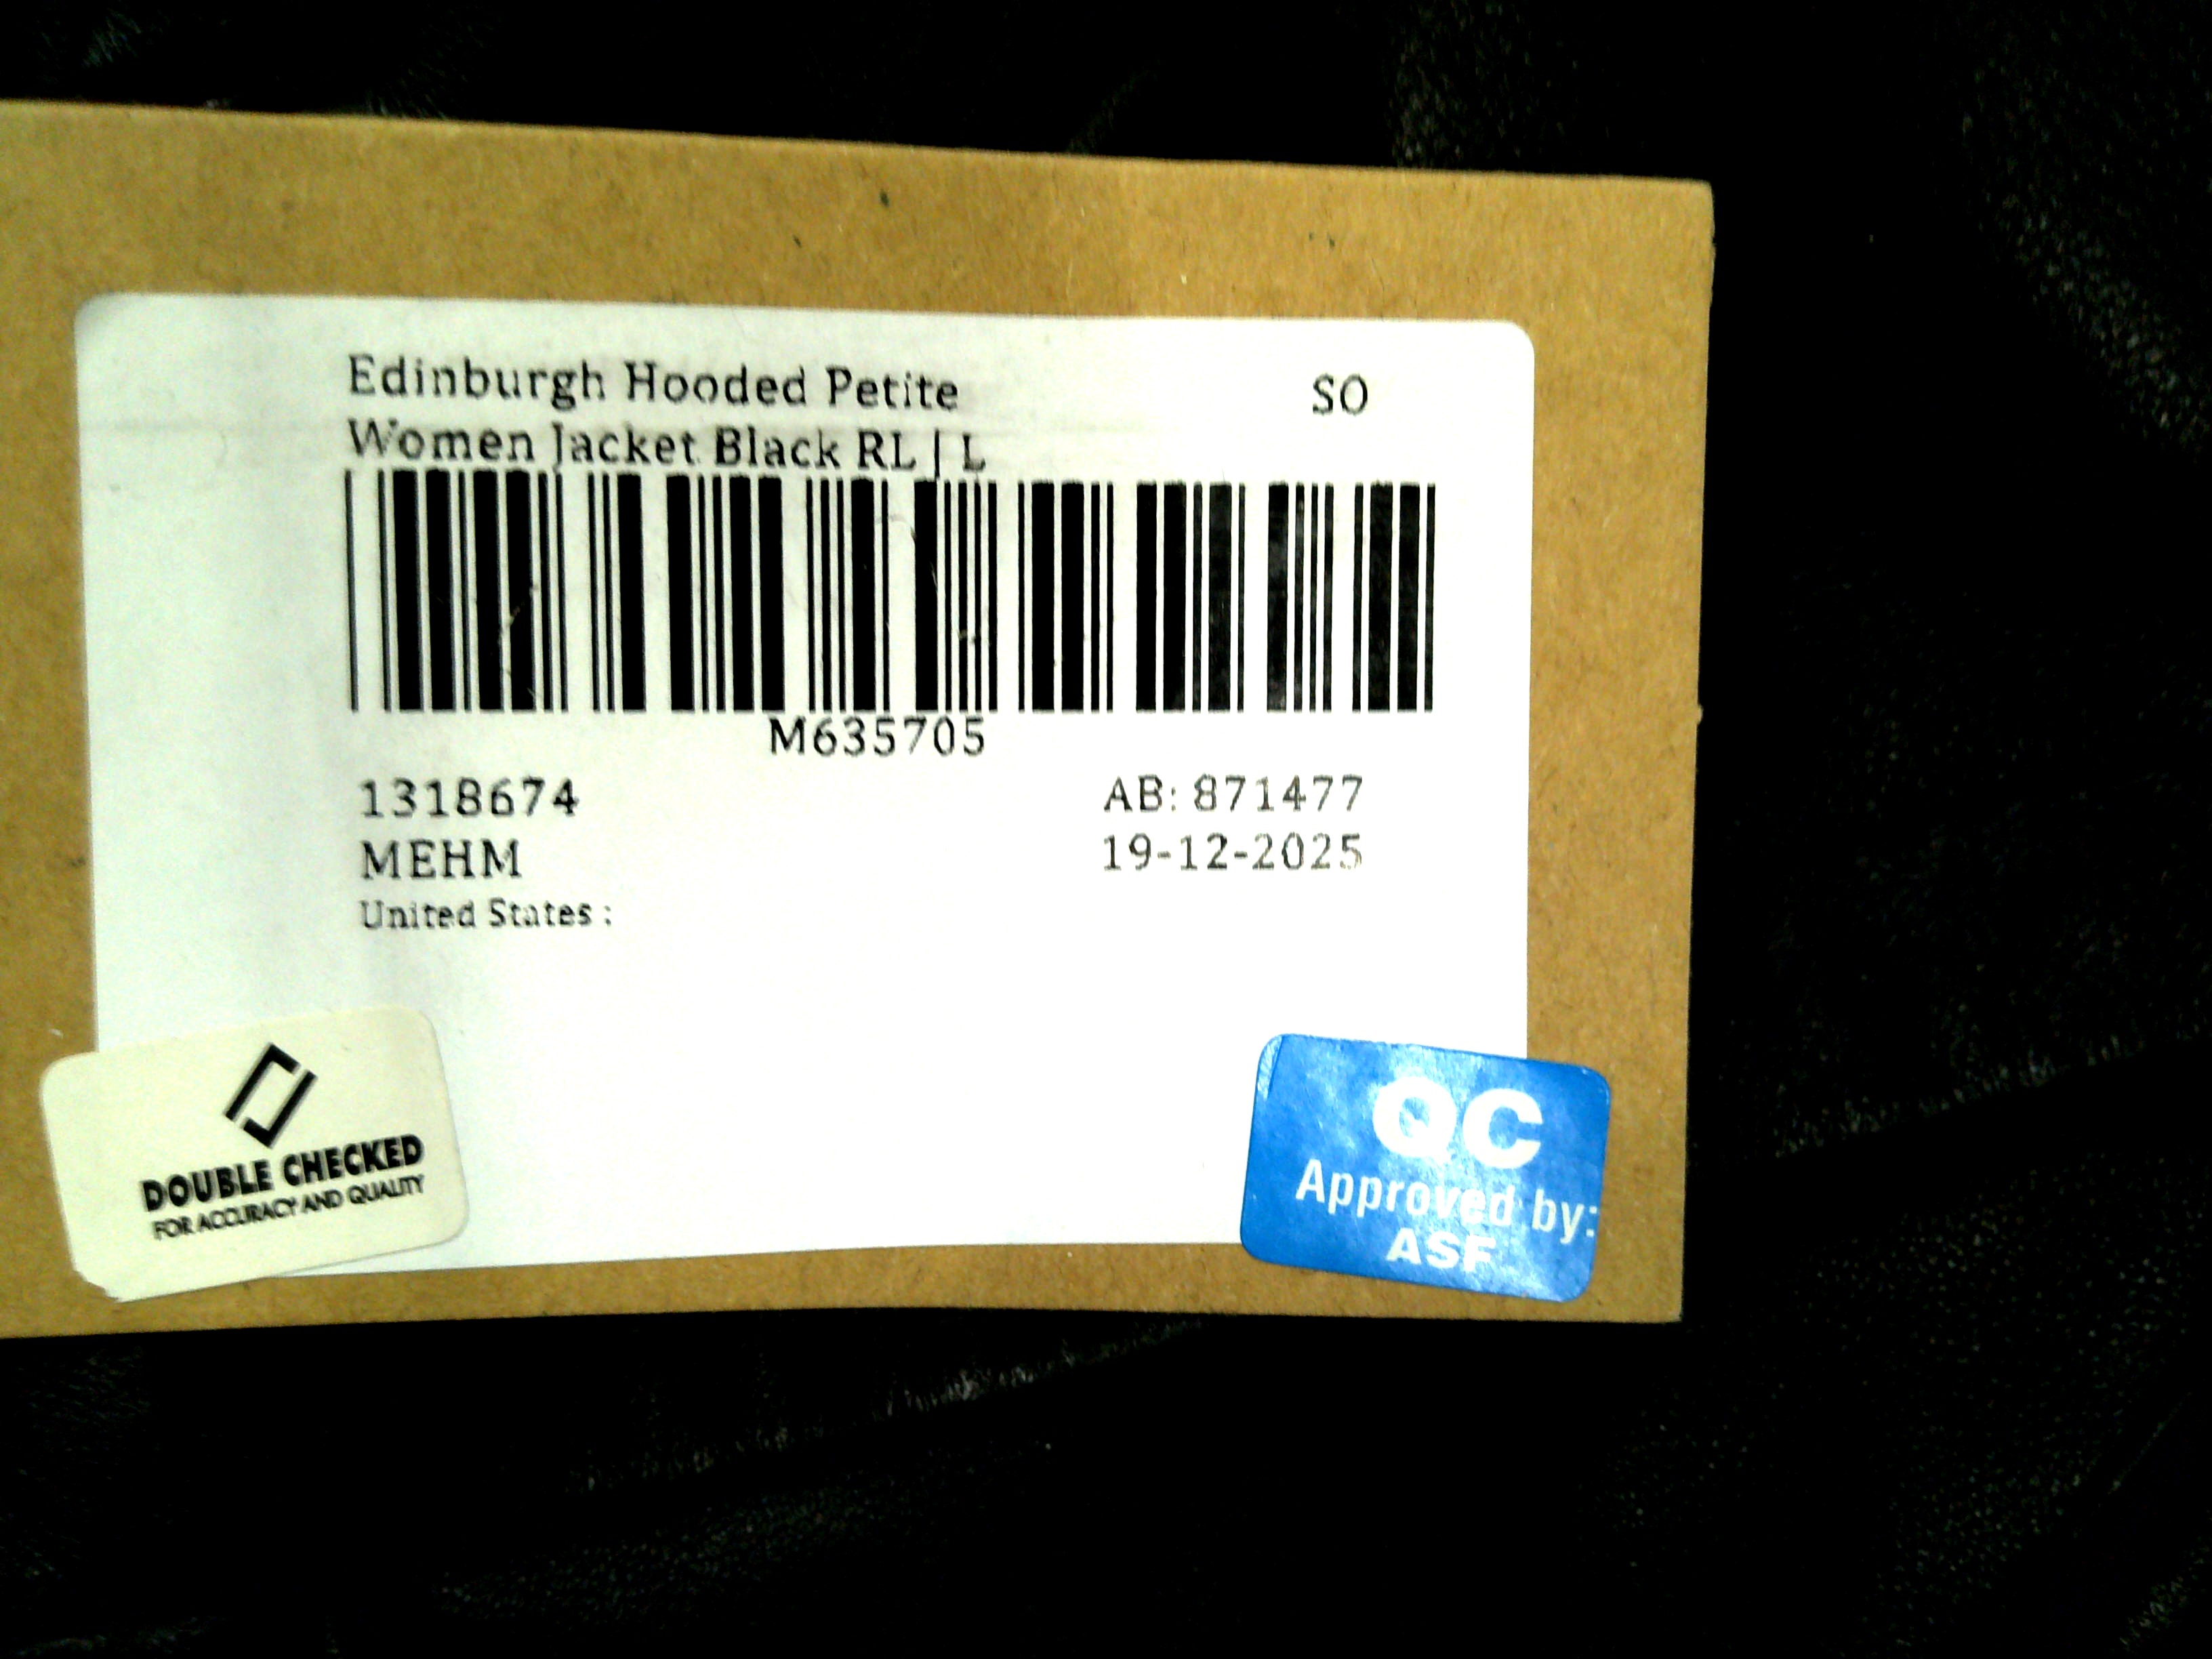 Edinburgh Hooded Petite
SO
Women Jacket Black RL | L
M635705
1318674
AB: 871477
MEHM
19-12-2025
United States :
DOUBLE CHECKED
FOR ACCURACY AND QUALITY
QC
Approved by:
ASF